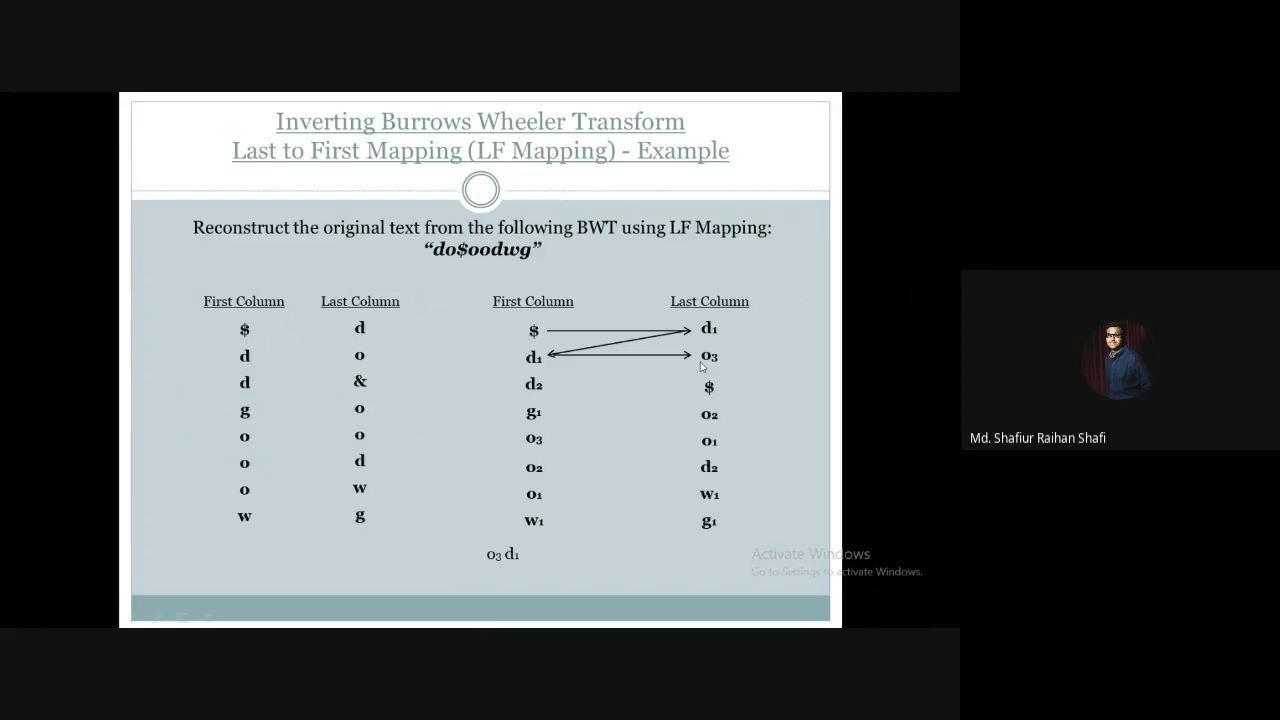 Inverting Burrows Wheeler Transform
Last to First Mapping (LF Mapping) - Example
Reconstruct the original text from the following BWT using LF Mapping:
“do$oodwg”
First Column Last Column First Column Last Column
$ d $ d₁
d o d₁ o₃
d & d₂ $
g o g₁ o₂
o o o₃ o₁
o d o₂ d₂
o w o₁ w₁
w g w₁ g₁
o₃ d₁
Activate Windows
Go to Settings to activate Windows.
Md. Shafiur Raihan Shafi